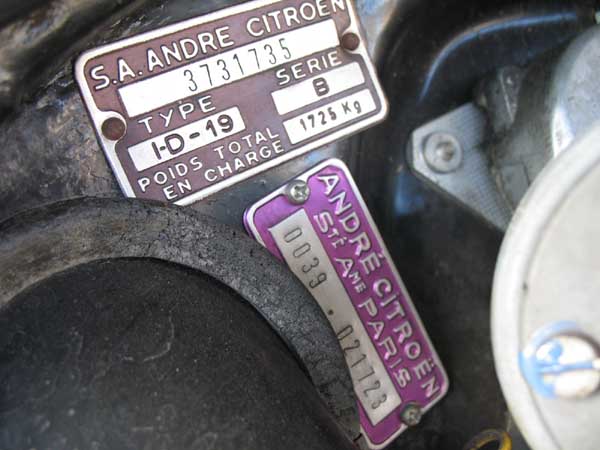 S.A. ANDRE CITROËN
3731735
TYPE SERIE
I-D-19 B
POIDS TOTAL
EN CHARGE 1725 Kg
ANDRÉ CITROËN
STÉ AME PARIS
0039 · 021723